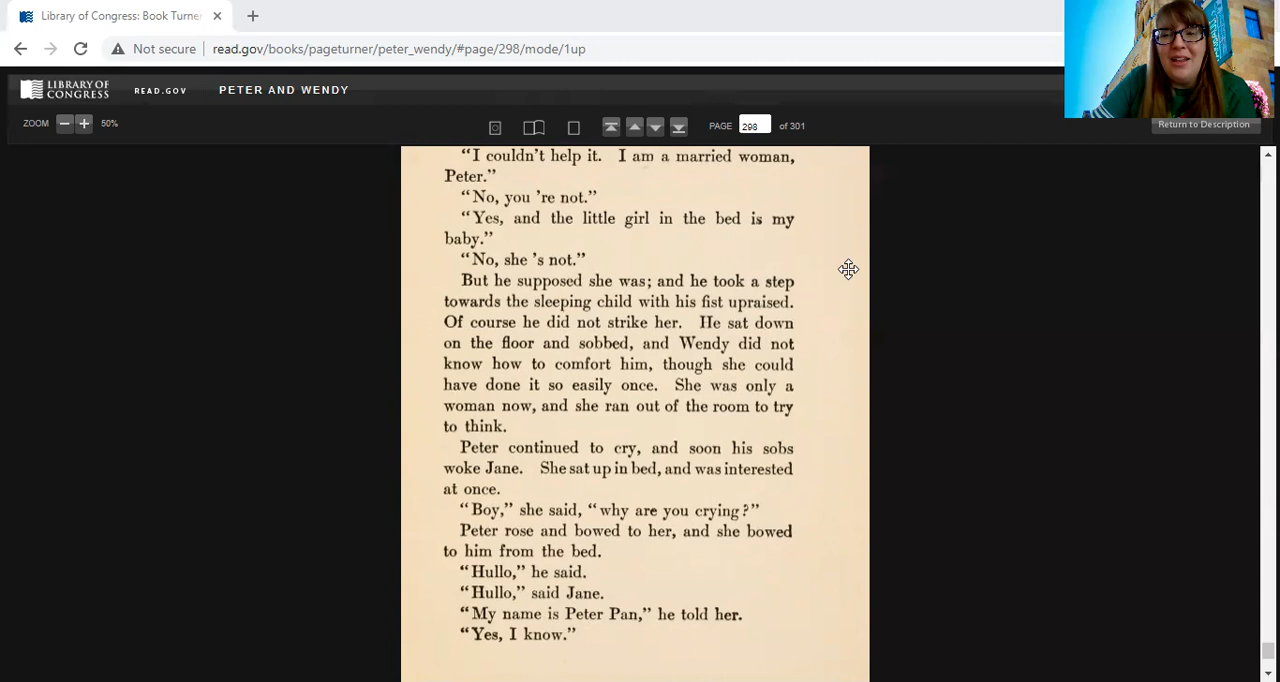 Library of Congress: Book Turner
Not secure
read.gov/books/pageturner/peter_wendy/#page/298/mode/1up
LIBRARY OF CONGRESS
READ.GOV
PETER AND WENDY
ZOOM
50%
PAGE 298 of 301
Return to Description
“I couldn't help it. I am a married woman,
Peter.”
“No, you 're not.”
“Yes, and the little girl in the bed is my
baby.”
“No, she 's not.”
But he supposed she was; and he took a step
towards the sleeping child with his fist upraised.
Of course he did not strike her. He sat down
on the floor and sobbed, and Wendy did not
know how to comfort him, though she could
have done it so easily once. She was only a
woman now, and she ran out of the room to try
to think.
Peter continued to cry, and soon his sobs
woke Jane. She sat up in bed, and was interested
at once.
“Boy,” she said, “why are you crying?”
Peter rose and bowed to her, and she bowed
to him from the bed.
“Hullo,” he said.
“Hullo,” said Jane.
“My name is Peter Pan,” he told her.
“Yes, I know.”